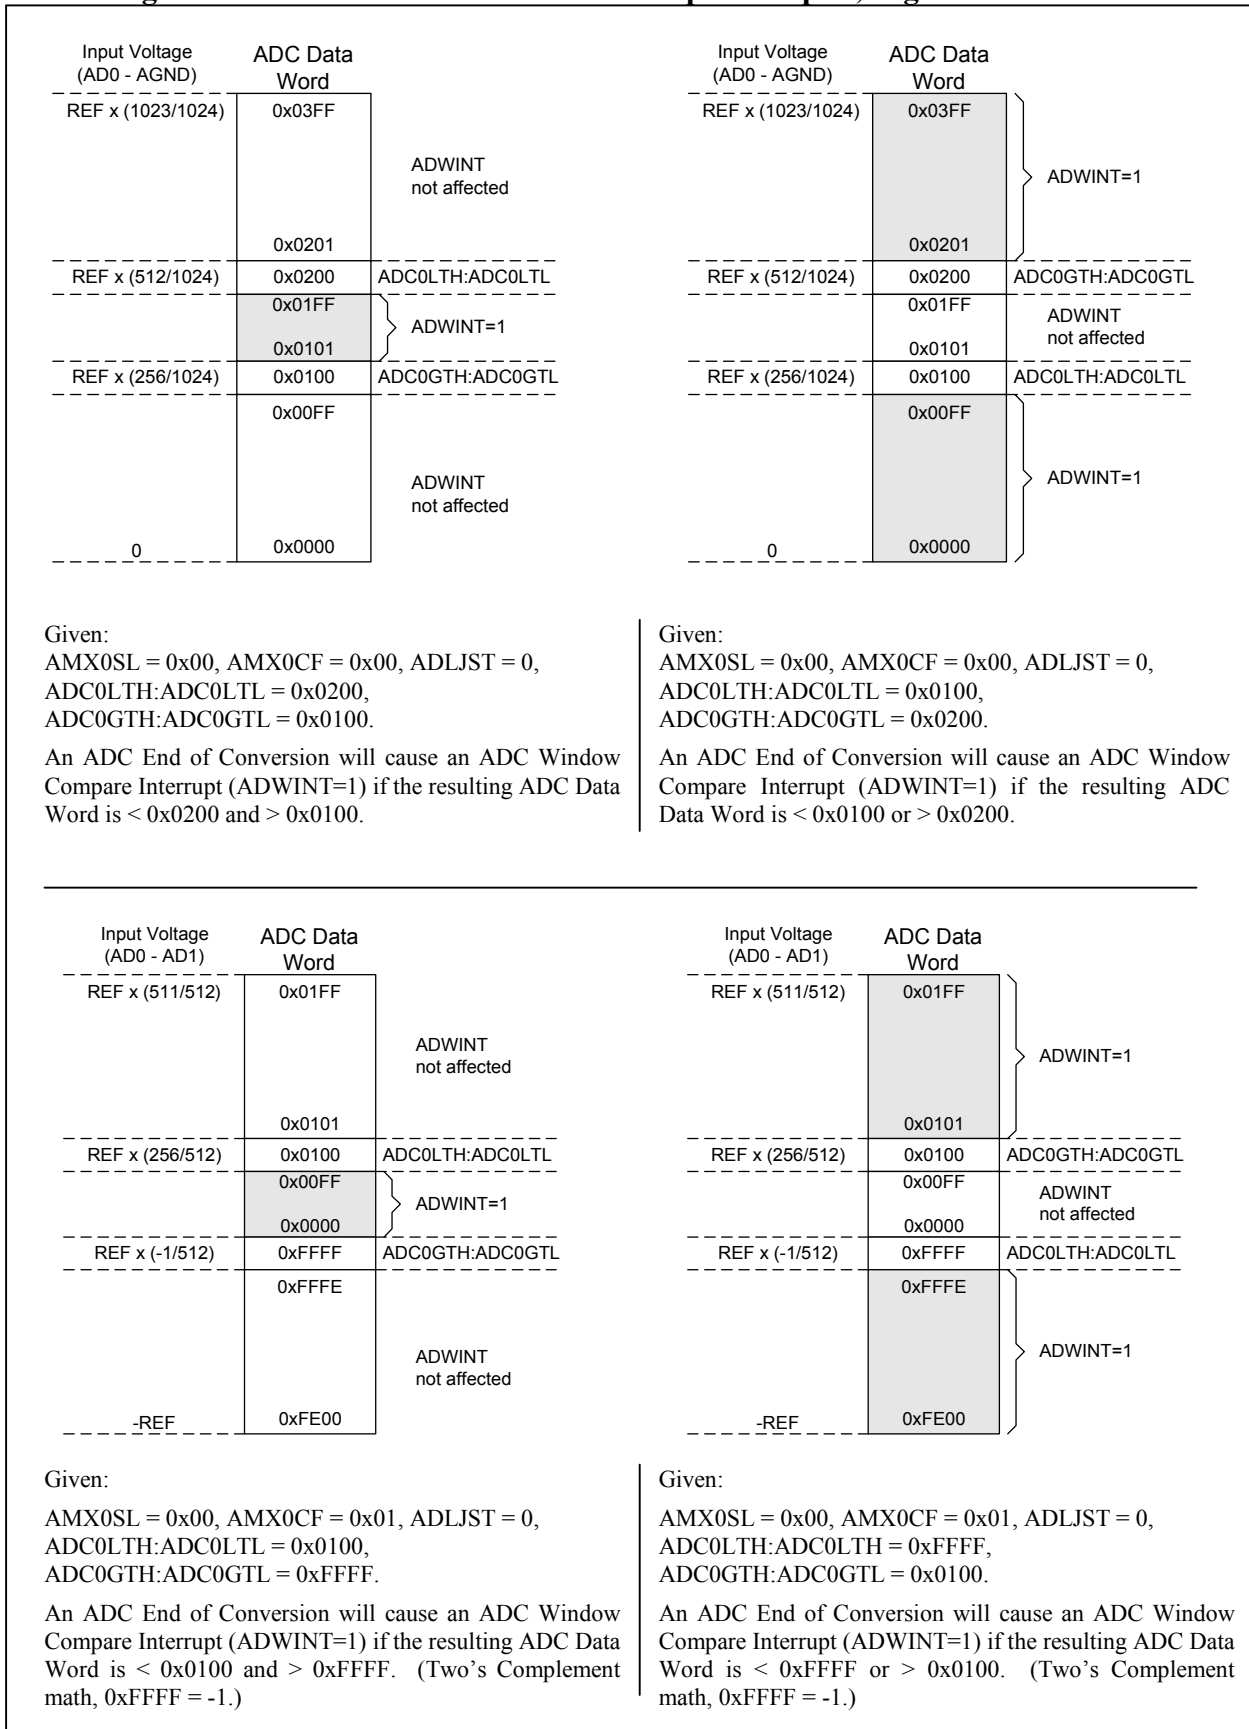 Input Voltage
(AD0 - AGND)
ADC Data
Word
REF x (1023/1024)
0x03FF
ADWINT
not affected
0x0201
REF x (512/1024)
0x0200
ADC0LTH:ADC0LTL
0x01FF
ADWINT=1
0x0101
REF x (256/1024)
0x0100
ADC0GTH:ADC0GTL
0x00FF
ADWINT
not affected
0
0x0000
Given:
AMX0SL = 0x00, AMX0CF = 0x00, ADLJST = 0,
ADC0LTH:ADC0LTL = 0x0200,
ADC0GTH:ADC0GTL = 0x0100.
An ADC End of Conversion will cause an ADC Window
Compare Interrupt (ADWINT=1) if the resulting ADC Data
Word is < 0x0200 and > 0x0100.
Input Voltage
(AD0 - AGND)
ADC Data
Word
REF x (1023/1024)
0x03FF
ADWINT=1
0x0201
REF x (512/1024)
0x0200
ADC0GTH:ADC0GTL
0x01FF
ADWINT
not affected
0x0101
REF x (256/1024)
0x0100
ADC0LTH:ADC0LTL
0x00FF
ADWINT=1
0
0x0000
Given:
AMX0SL = 0x00, AMX0CF = 0x00, ADLJST = 0,
ADC0LTH:ADC0LTL = 0x0100,
ADC0GTH:ADC0GTL = 0x0200.
An ADC End of Conversion will cause an ADC Window
Compare Interrupt (ADWINT=1) if the resulting ADC
Data Word is < 0x0100 or > 0x0200.
Input Voltage
(AD0 - AD1)
ADC Data
Word
REF x (511/512)
0x01FF
ADWINT
not affected
0x0101
REF x (256/512)
0x0100
ADC0LTH:ADC0LTL
0x00FF
ADWINT=1
0x0000
REF x (-1/512)
0xFFFF
ADC0GTH:ADC0GTL
0xFFFE
ADWINT
not affected
-REF
0xFE00
Given:
AMX0SL = 0x00, AMX0CF = 0x01, ADLJST = 0,
ADC0LTH:ADC0LTL = 0x0100,
ADC0GTH:ADC0GTL = 0xFFFF.
An ADC End of Conversion will cause an ADC Window
Compare Interrupt (ADWINT=1) if the resulting ADC Data
Word is < 0x0100 and > 0xFFFF. (Two's Complement
math, 0xFFFF = -1.)
Input Voltage
(AD0 - AD1)
ADC Data
Word
REF x (511/512)
0x01FF
ADWINT=1
0x0101
REF x (256/512)
0x0100
ADC0GTH:ADC0GTL
0x00FF
ADWINT
not affected
0x0000
REF x (-1/512)
0xFFFF
ADC0LTH:ADC0LTL
0xFFFE
ADWINT=1
-REF
0xFE00
Given:
AMX0SL = 0x00, AMX0CF = 0x01, ADLJST = 0,
ADC0LTH:ADC0LTH = 0xFFFF,
ADC0GTH:ADC0GTL = 0x0100.
An ADC End of Conversion will cause an ADC Window
Compare Interrupt (ADWINT=1) if the resulting ADC Data
Word is < 0xFFFF or > 0x0100. (Two's Complement
math, 0xFFFF = -1.)